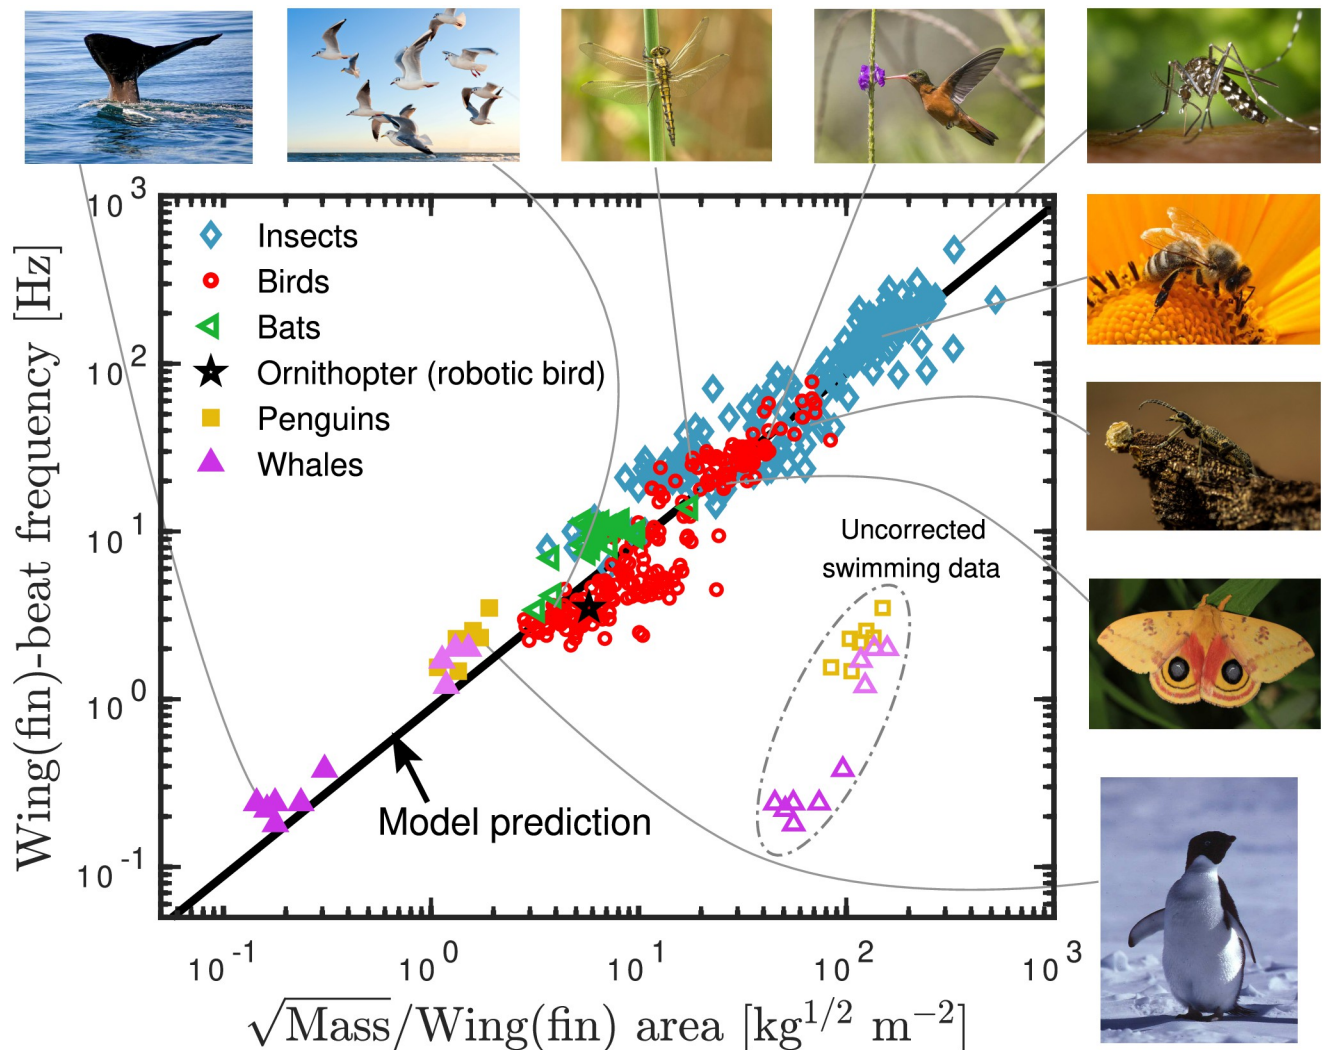 10^3
10^2
10^1
10^0
10^-1
Wing(fin)-beat frequency [Hz]
Insects
Birds
Bats
Ornithopter (robotic bird)
Penguins
Whales
Uncorrected
swimming data
Model prediction
10^-1 10^0 10^1 10^2 10^3
√Mass/Wing(fin) area [kg^1/2 m^−2]